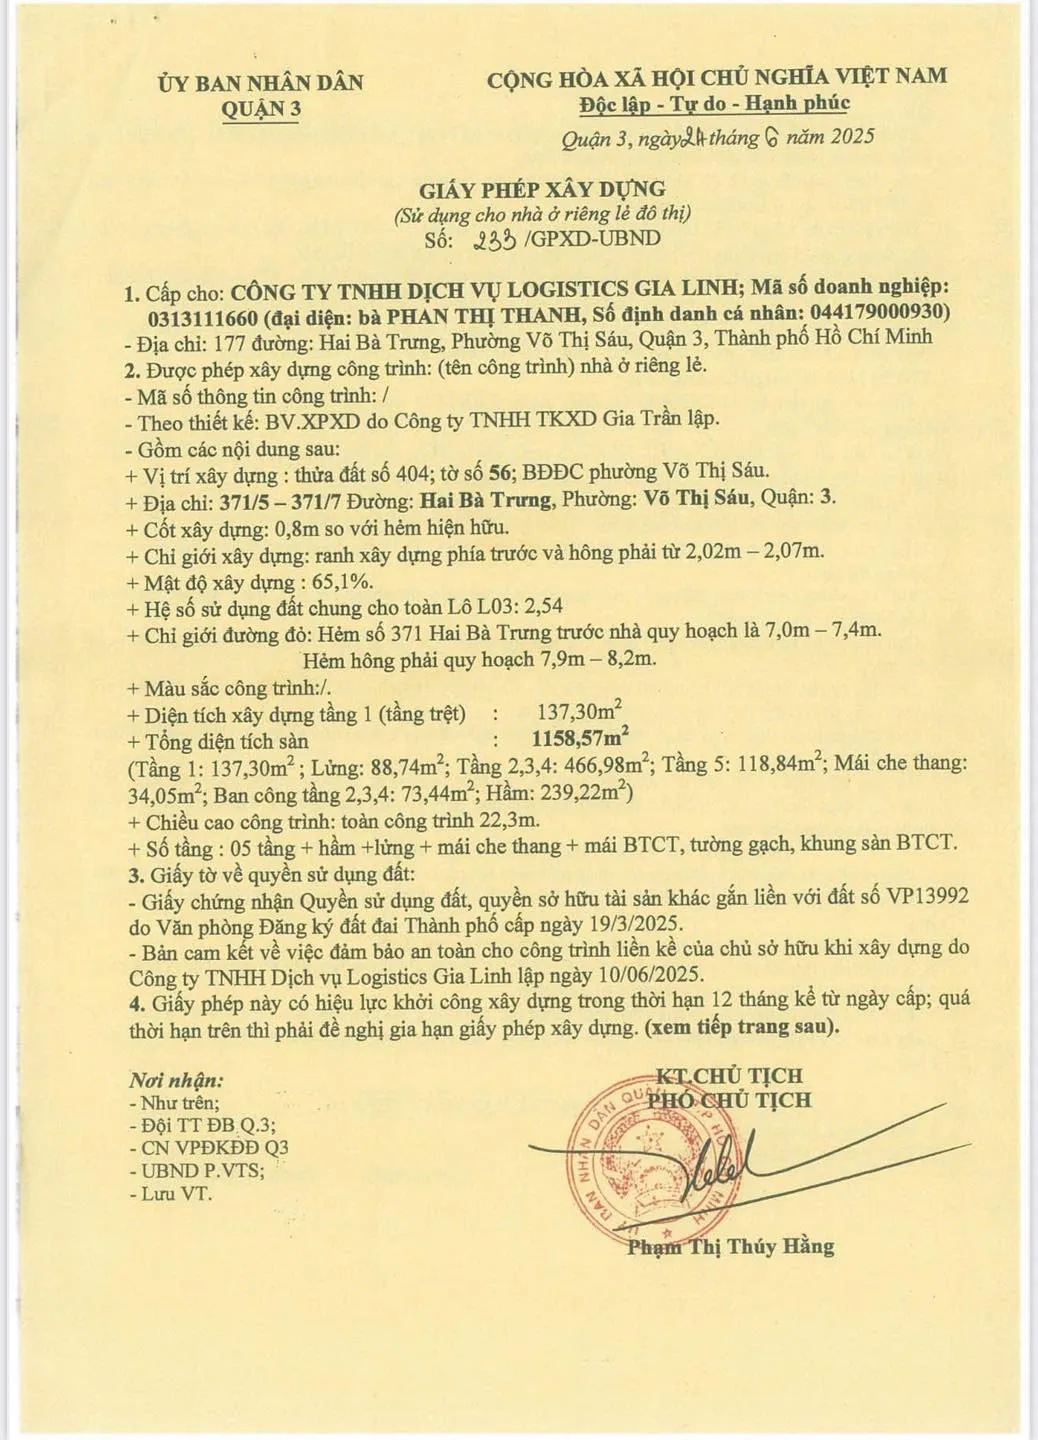 ỦY BAN NHÂN DÂN
QUẬN 3
CỘNG HÒA XÃ HỘI CHỦ NGHĨA VIỆT NAM
Độc lập - Tự do - Hạnh phúc
Quận 3, ngày 24 tháng 6 năm 2025
GIẤY PHÉP XÂY DỰNG
(Sử dụng cho nhà ở riêng lẻ đô thị)
Số: 233 /GPXD-UBND
1. Cấp cho: CÔNG TY TNHH DỊCH VỤ LOGISTICS GIA LINH; Mã số doanh nghiệp:
0313111660 (đại diện: bà PHAN THỊ THANH, Số định danh cá nhân: 044179000930)
- Địa chỉ: 177 đường: Hai Bà Trưng, Phường Võ Thị Sáu, Quận 3, Thành phố Hồ Chí Minh
2. Được phép xây dựng công trình: (tên công trình) nhà ở riêng lẻ.
- Mã số thông tin công trình: /
- Theo thiết kế: BV.XPXD do Công ty TNHH TKXD Gia Trần lập.
- Gồm các nội dung sau:
+ Vị trí xây dựng : thửa đất số 404; tờ số 56; BĐĐC phường Võ Thị Sáu.
+ Địa chỉ: 371/5 – 371/7 Đường: Hai Bà Trưng, Phường: Võ Thị Sáu, Quận: 3.
+ Cốt xây dựng: 0,8m so với hẻm hiện hữu.
+ Chỉ giới xây dựng: ranh xây dựng phía trước và hông phải từ 2,02m – 2,07m.
+ Mật độ xây dựng : 65,1%.
+ Hệ số sử dụng đất chung cho toàn Lô L03: 2,54
+ Chỉ giới đường đỏ: Hẻm số 371 Hai Bà Trưng trước nhà quy hoạch là 7,0m – 7,4m.
Hẻm hông phải quy hoạch 7,9m – 8,2m.
+ Màu sắc công trình:/.
+ Diện tích xây dựng tầng 1 (tầng trệt) : 137,30m²
+ Tổng diện tích sàn : 1158,57m²
(Tầng 1: 137,30m² ; Lửng: 88,74m²; Tầng 2,3,4: 466,98m²; Tầng 5: 118,84m²; Mái che thang:
34,05m²; Ban công tầng 2,3,4: 73,44m²; Hầm: 239,22m²)
+ Chiều cao công trình: toàn công trình 22,3m.
+ Số tầng : 05 tầng + hầm +lửng + mái che thang + mái BTCT, tường gạch, khung sàn BTCT.
3. Giấy tờ về quyền sử dụng đất:
- Giấy chứng nhận Quyền sử dụng đất, quyền sở hữu tài sản khác gắn liền với đất số VP13992
do Văn phòng Đăng ký đất đai Thành phố cấp ngày 19/3/2025.
- Bản cam kết về việc đảm bảo an toàn cho công trình liền kề của chủ sở hữu khi xây dựng do
Công ty TNHH Dịch vụ Logistics Gia Linh lập ngày 10/06/2025.
4. Giấy phép này có hiệu lực khởi công xây dựng trong thời hạn 12 tháng kể từ ngày cấp; quá
thời hạn trên thì phải đề nghị gia hạn giấy phép xây dựng. (xem tiếp trang sau).
Nơi nhận:
- Như trên;
- Đội TT ĐB Q.3;
- CN VPĐKĐĐ Q3
- UBND P.VTS;
- Lưu VT.
KT.CHỦ TỊCH
PHÓ CHỦ TỊCH
Phạm Thị Thúy Hằng